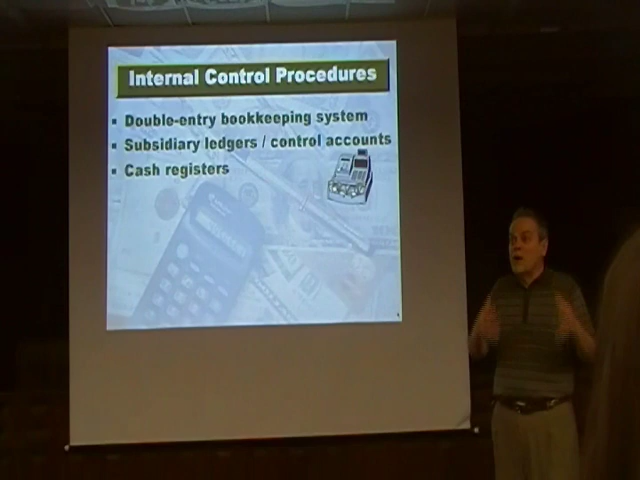 Internal Control Procedures
▪ Double-entry bookkeeping system
▪ Subsidiary ledgers / control accounts
▪ Cash registers